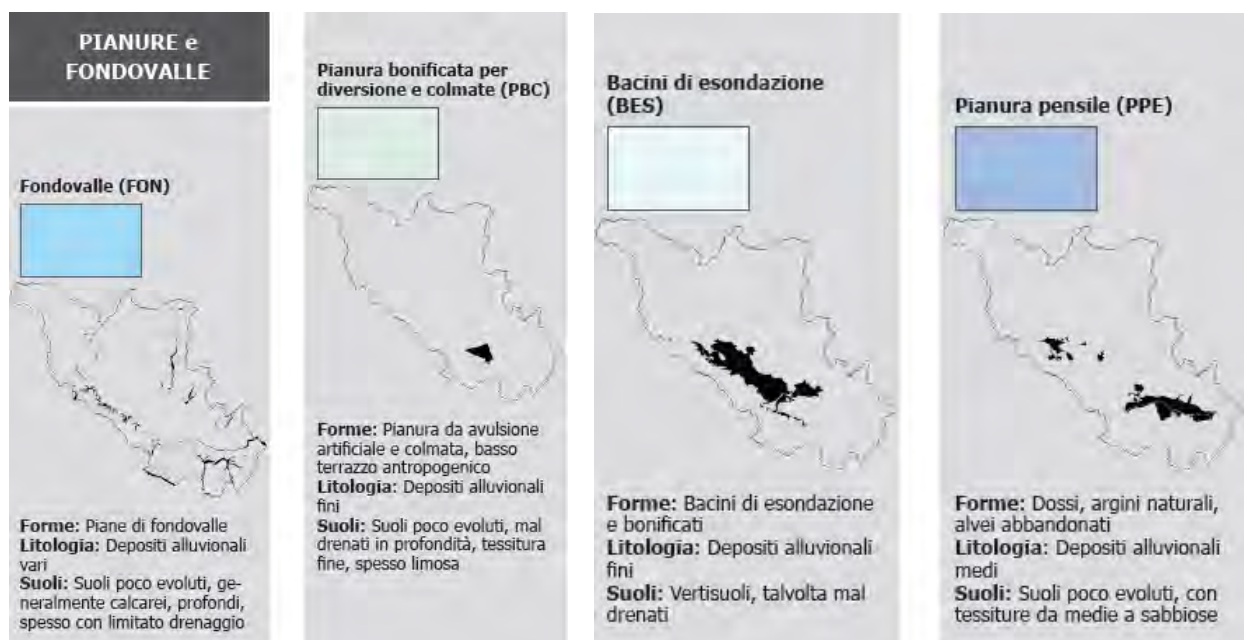 PIANURE e
FONDOVALLE
Fondovalle (FON)
Forme: Piane di fondovalle
Litologia: Depositi alluvionali
vari
Suoli: Suoli poco evoluti, ge-
neralmente calcarei, profondi,
spesso con limitato drenaggio
Pianura bonificata per
diversione e colmate (PBC)
Forme: Pianura da avulsione
artificiale e colmata, basso
terrazzo antropogenico
Litologia: Depositi alluvionali
fini
Suoli: Suoli poco evoluti, mal
drenati in profondità, tessitura
fine, spesso limosa
Bacini di esondazione
(BES)
Forme: Bacini di esondazione
e bonificati
Litologia: Depositi alluvionali
fini
Suoli: Vertisuoli, talvolta mal
drenati
Pianura pensile (PPE)
Forme: Dossi, argini naturali,
alvei abbandonati
Litologia: Depositi alluvionali
medi
Suoli: Suoli poco evoluti, con
tessiture da medie a sabbiose